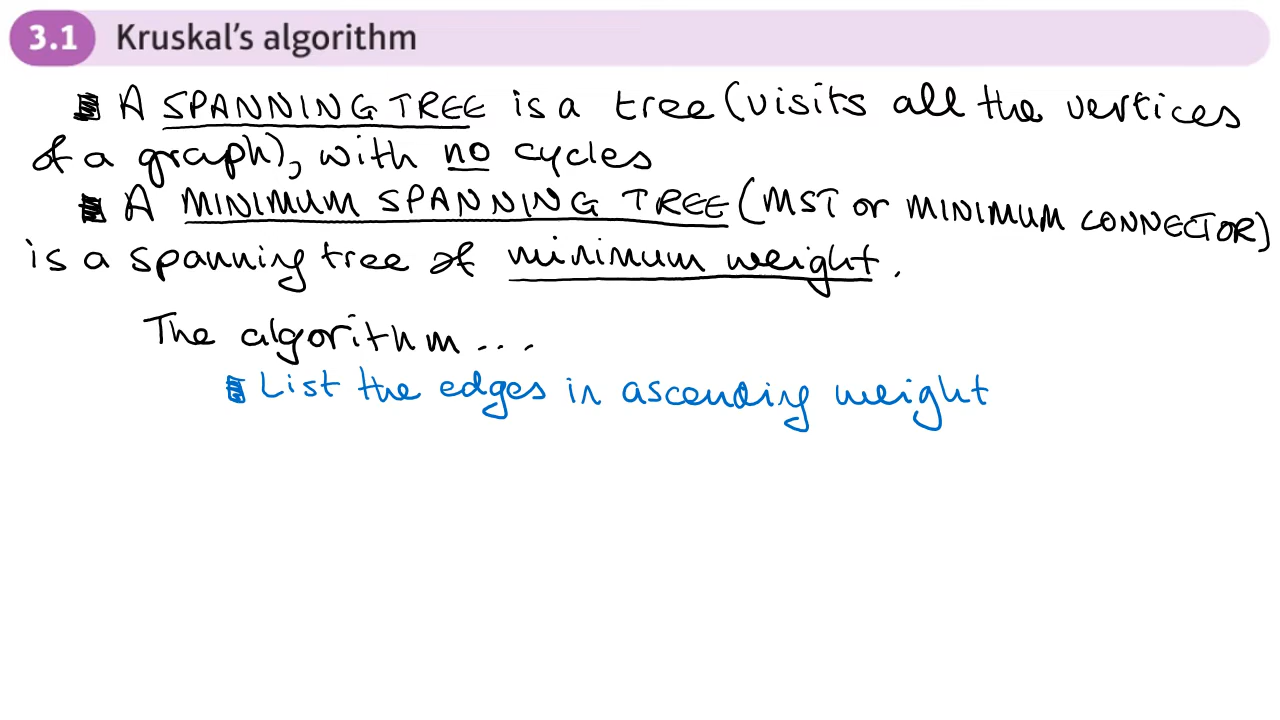 3.1 Kruskal's algorithm
A SPANNING TREE is a tree (visits all the vertices
of a graph), with no cycles
A MINIMUM SPANNING TREE (MST or MINIMUM CONNECTOR)
is a spanning tree of minimum weight.
The algorithm...
List the edges in ascending weight